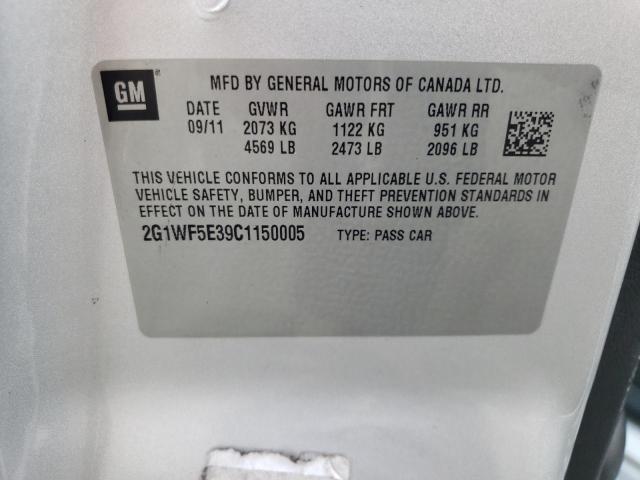 GM
MFD BY GENERAL MOTORS OF CANADA LTD.
DATE GVWR GAWR FRT GAWR RR
09/11 2073 KG 1122 KG 951 KG
4569 LB 2473 LB 2096 LB
THIS VEHICLE CONFORMS TO ALL APPLICABLE U.S. FEDERAL MOTOR
VEHICLE SAFETY, BUMPER, AND THEFT PREVENTION STANDARDS IN
EFFECT ON THE DATE OF MANUFACTURE SHOWN ABOVE.
2G1WF5E39C1150005 TYPE: PASS CAR